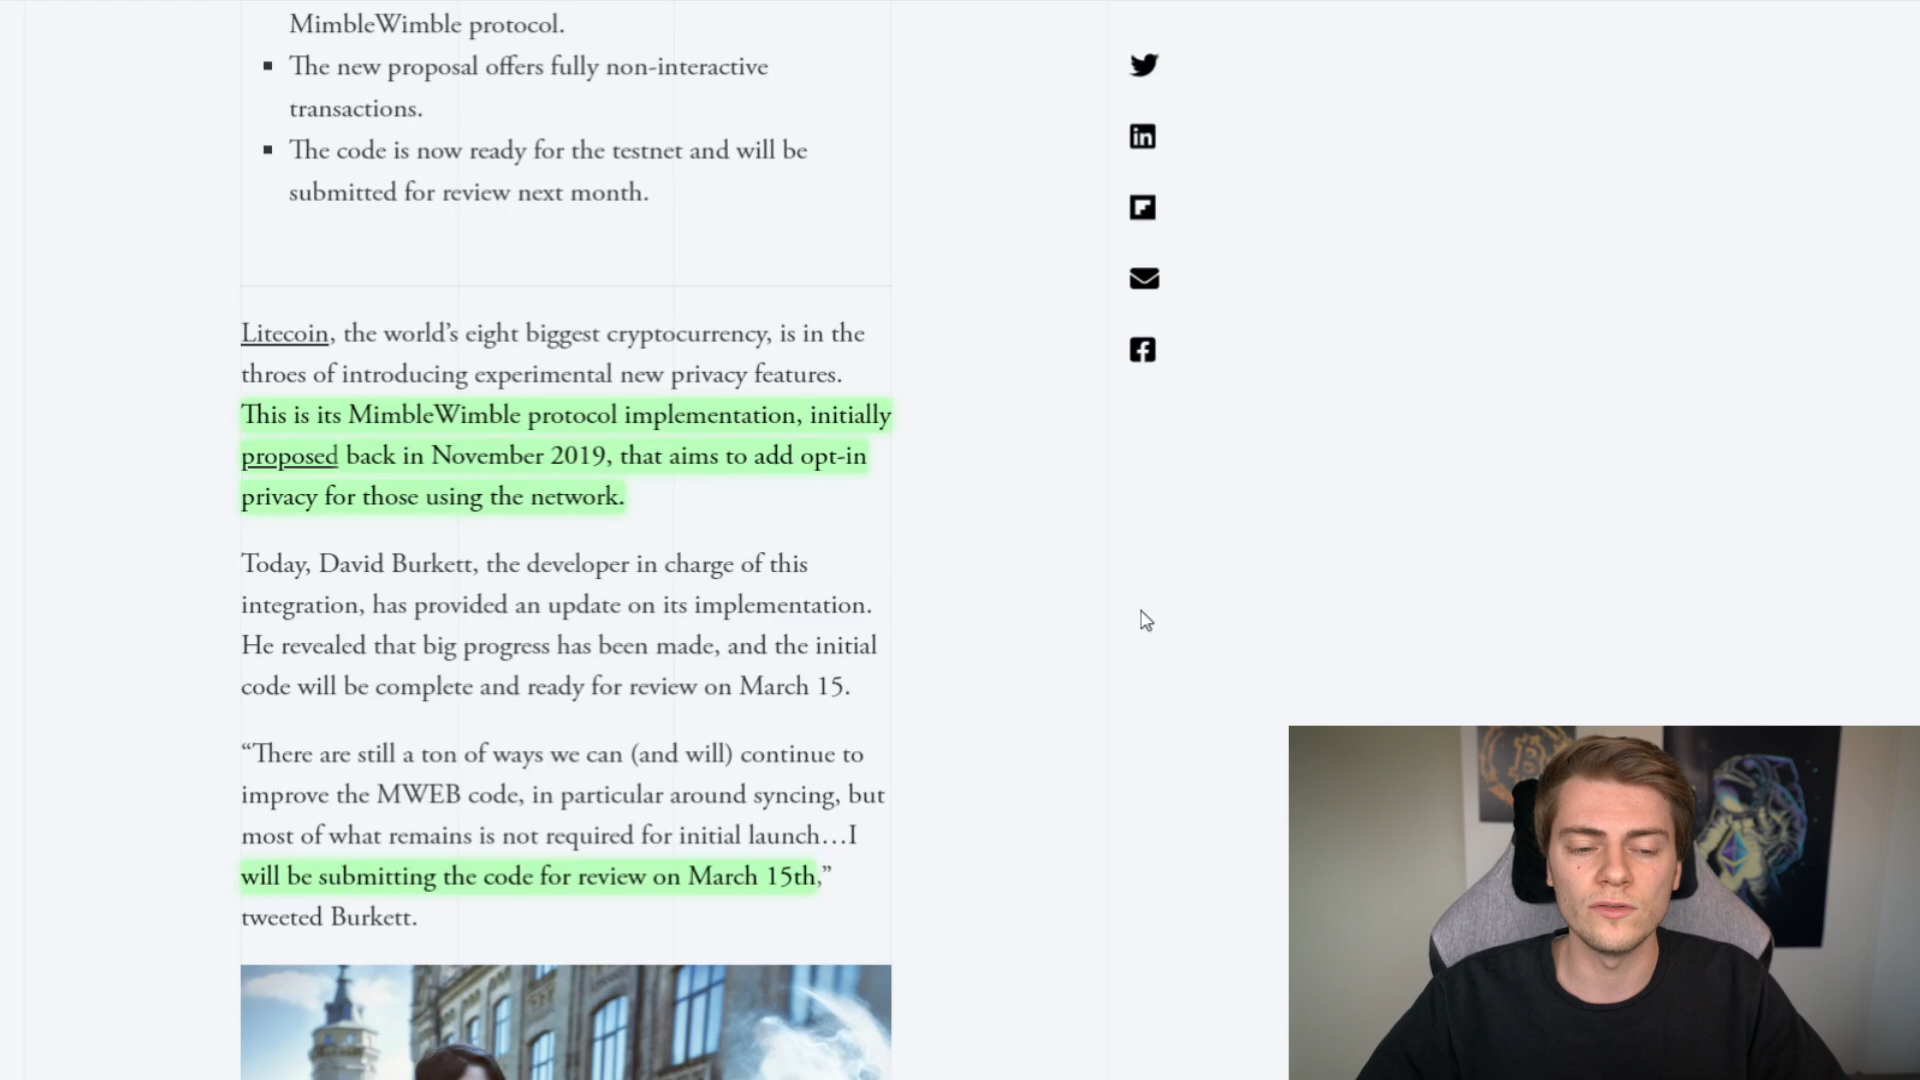 MimbleWimble protocol.
The new proposal offers fully non-interactive
transactions.
The code is now ready for the testnet and will be
submitted for review next month.
Litecoin, the world’s eight biggest cryptocurrency, is in the
throes of introducing experimental new privacy features.
This is its MimbleWimble protocol implementation, initially
proposed back in November 2019, that aims to add opt-in
privacy for those using the network.
Today, David Burkett, the developer in charge of this
integration, has provided an update on its implementation.
He revealed that big progress has been made, and the initial
code will be complete and ready for review on March 15.
“There are still a ton of ways we can (and will) continue to
improve the MWEB code, in particular around syncing, but
most of what remains is not required for initial launch…I
will be submitting the code for review on March 15th,”
tweeted Burkett.